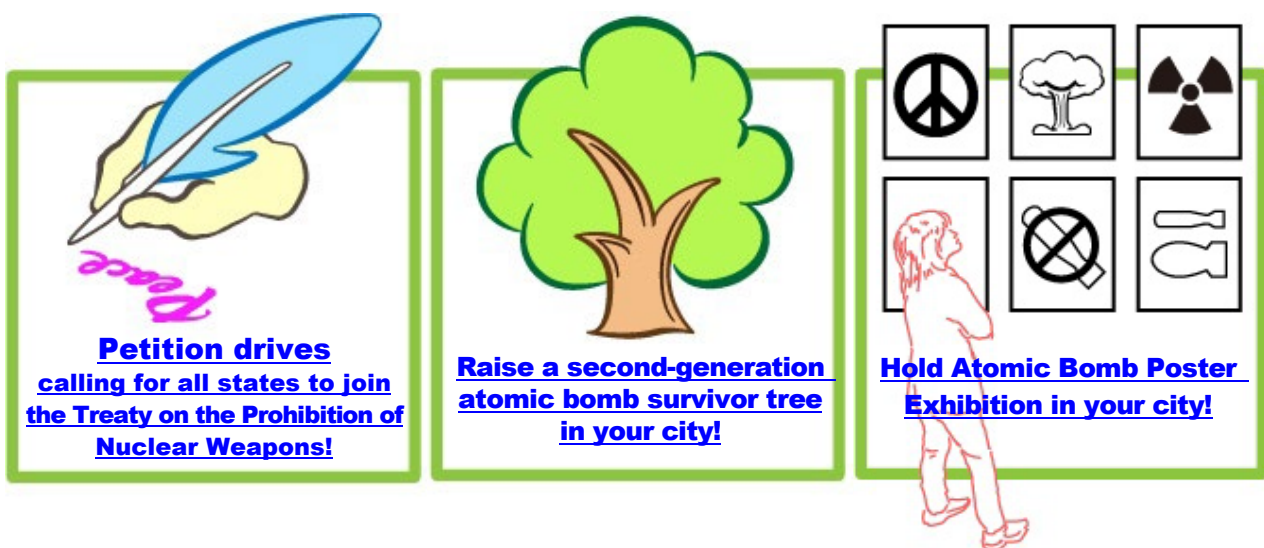 Peace
Petition drives
calling for all states to join
the Treaty on the Prohibition of
Nuclear Weapons!
Raise a second-generation
atomic bomb survivor tree
in your city!
Hold Atomic Bomb Poster
Exhibition in your city!